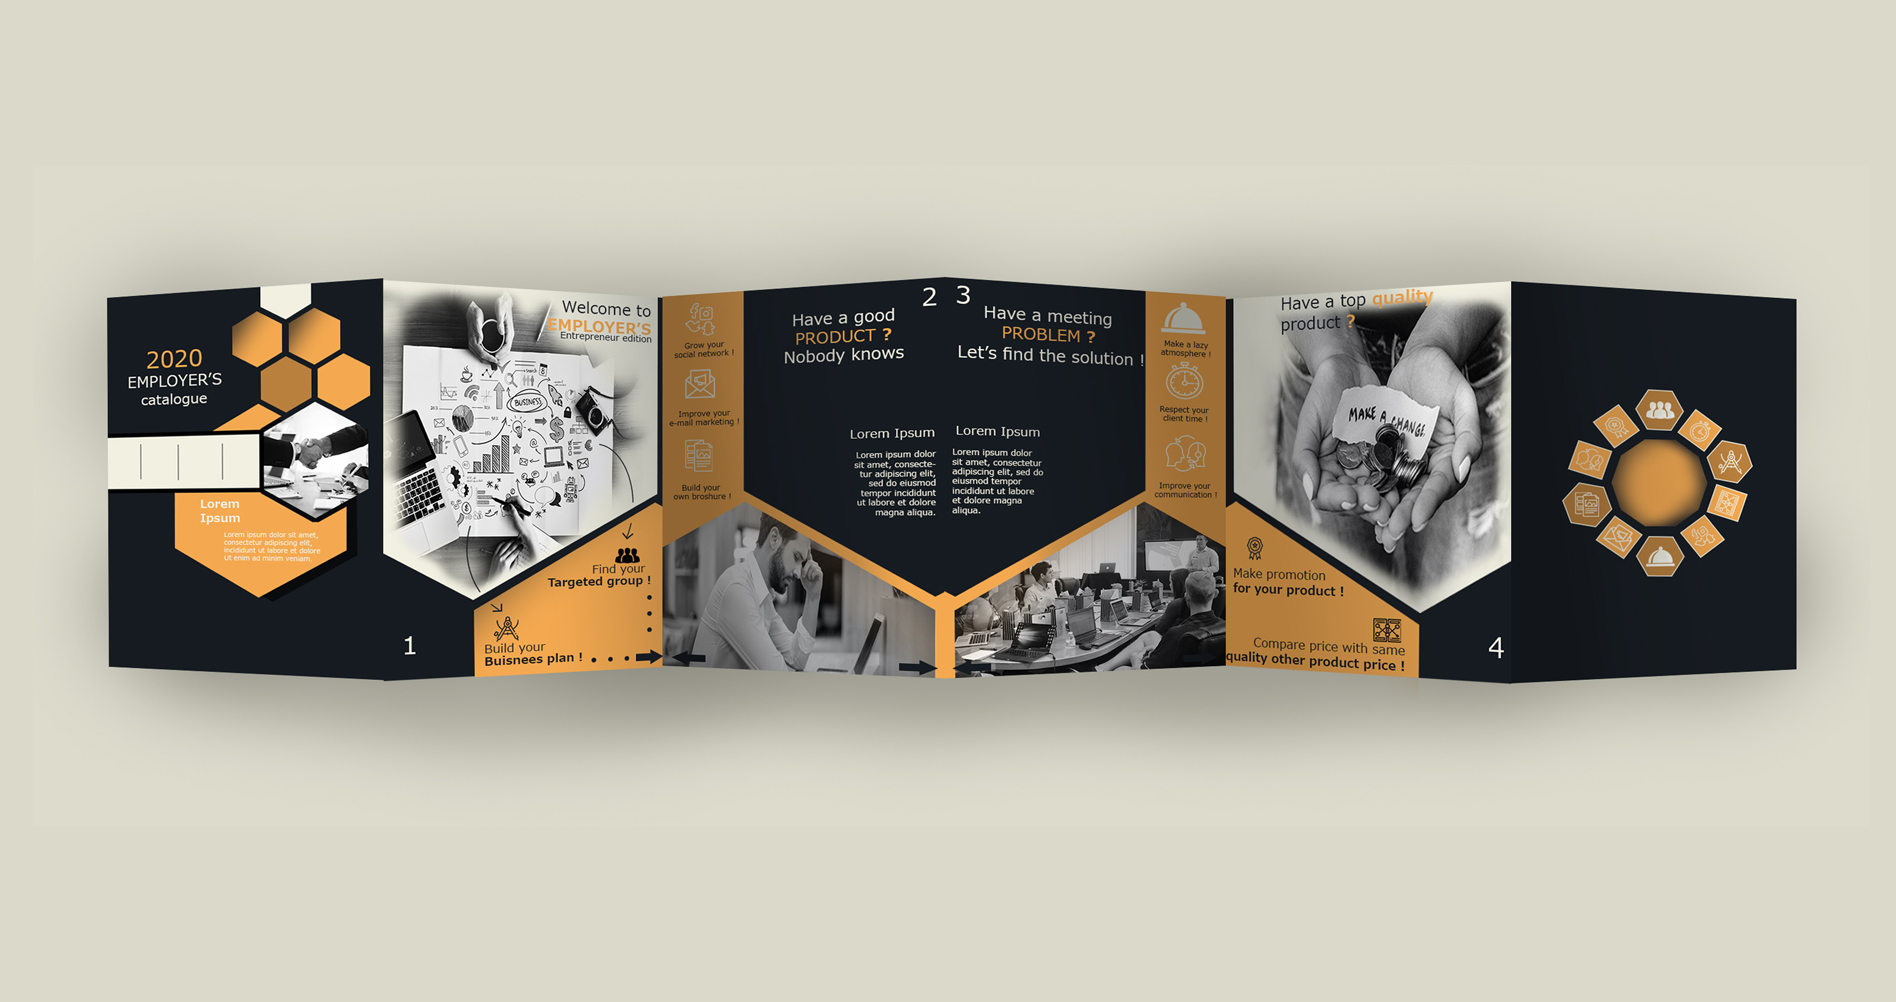 2020
EMPLOYER'S
catalogue
Lorem
Ipsum
Lorem ipsum dolor sit amet,
consectetur adipiscing elit,
incididunt ut labore et dolore
ut enim ad minim veniam.
Welcome to
EMPLOYER'S
Entrepreneur edition
BUSINESS
Find your
Targeted group !
Build your
Buisnees plan !
1
Grow your
social network !
Improve your
e-mail marketing !
Build your
own broshure !
2
Have a good
PRODUCT ?
Nobody knows
Lorem Ipsum
Lorem ipsum dolor
sit amet, consecte-
tur adipiscing elit,
sed do eiusmod
tempor incididunt
ut labore et dolore
magna aliqua.
3
Have a meeting
PROBLEM ?
Let's find the solution !
Lorem Ipsum
Lorem ipsum dolor
sit amet, consectetur
adipiscing elit, sed do
eiusmod tempor
incididunt ut labore
et dolore magna
aliqua.
Make a lazy
atmosphere !
Respect your
client time !
Improve your
communication !
Have a top quality
product ?
MAKE A CHANGE.
Make promotion
for your product !
Compare price with same
quality other product price !
4